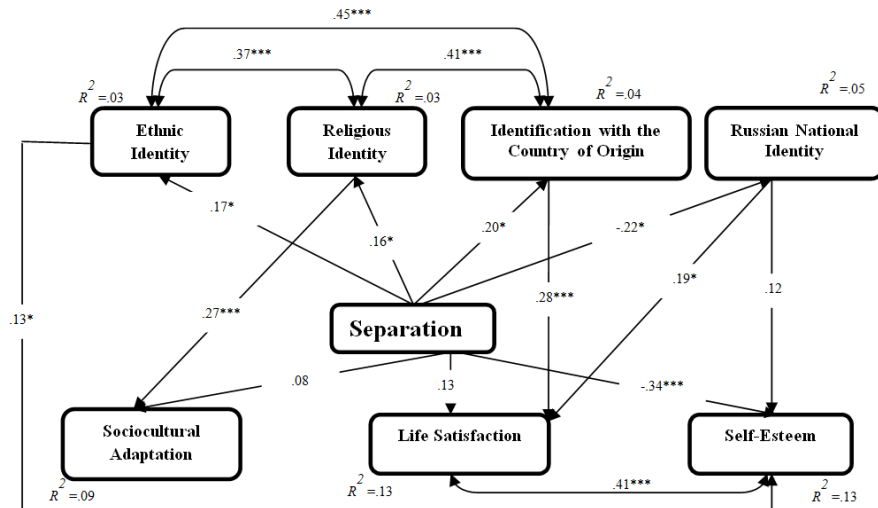 .45***
.37***
.41***
R² =.03
R² =.03
R² =.04
R² =.05
Ethnic
Identity
Religious
Identity
Identification with the
Country of Origin
Russian National
Identity
.17*
.16*
.20*
-.22*
.19*
.12
.13*
.27***
.28***
Separation
.08
.13
-.34***
Sociocultural
Adaptation
Life Satisfaction
Self-Esteem
R² =.09
R² =.13
.41***
R² =.13